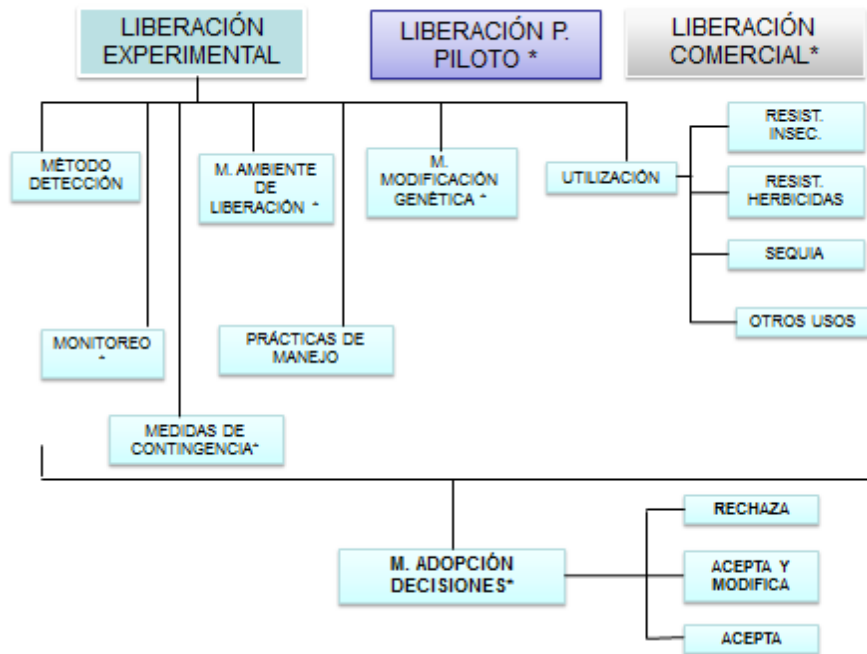 LIBERACIÓN
EXPERIMENTAL
LIBERACIÓN P.
PILOTO *
LIBERACIÓN
COMERCIAL*
MÉTODO
DETECCIÓN
M. AMBIENTE
DE
LIBERACIÓN *
M.
MODIFICACIÓN
GENÉTICA *
UTILIZACIÓN
RESIST.
INSEC.
RESIST.
HERBICIDAS
SEQUIA
OTROS USOS
MONITOREO
*
PRÁCTICAS DE
MANEJO
MEDIDAS DE
CONTINGENCIA*
M. ADOPCIÓN
DECISIONES*
RECHAZA
ACEPTA Y
MODIFICA
ACEPTA